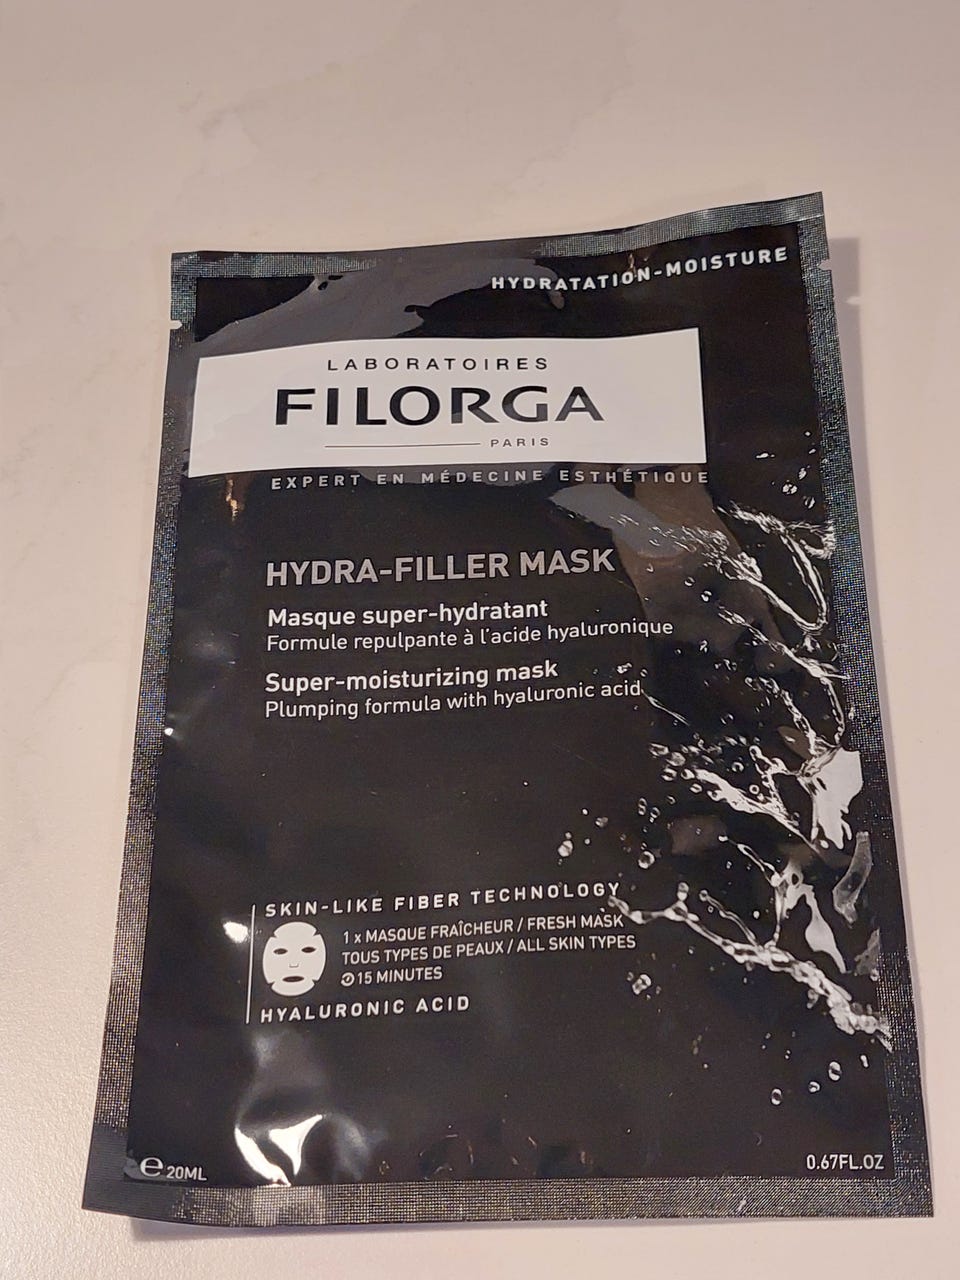 HYDRATATION-MOISTURE
LABORATOIRES
FILORGA
PARIS
EXPERT EN MÉDECINE ESTHÉTIQUE
HYDRA-FILLER MASK
Masque super-hydratant
Formule repulpante à l'acide hyaluronique
Super-moisturizing mask
Plumping formula with hyaluronic acid
SKIN-LIKE FIBER TECHNOLOGY
1 x MASQUE FRAÎCHEUR / FRESH MASK
TOUS TYPES DE PEAUX / ALL SKIN TYPES
15 MINUTES
HYALURONIC ACID
℮ 20ML
0.67FL.OZ